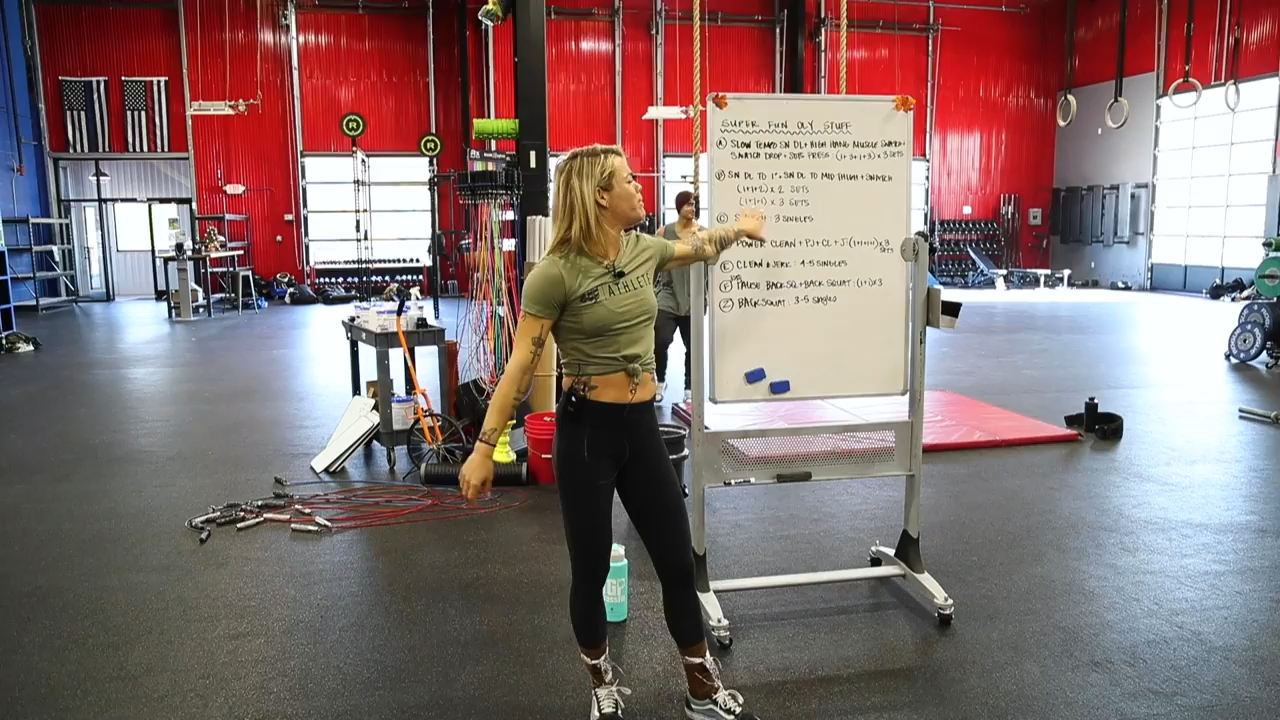 SUPER FUN OLY STUFF
A SLOW TEMPO SN DL + HIGH HANG MUSCLE SNATCH +
SNATCH DROP + SOTS PRESS (1+3+1+3) x 3 SETS
B SN DL TO 1" + SN DL TO MID THIGH + SNATCH
(1+1+2) x 2 SETS
(1+1+1) x 3 SETS
C : 3 SINGLES
POWER CLEAN + PJ + CL + J : (1+1+1+1) x 3
SETS
E CLEAN & JERK : 4-5 SINGLES
F PAUSE BACK SQ. + BACK SQUAT : (1+1) x 3
Z BACKSQUAT 3-5 SINGLES
ATHLETE
R
R
GP